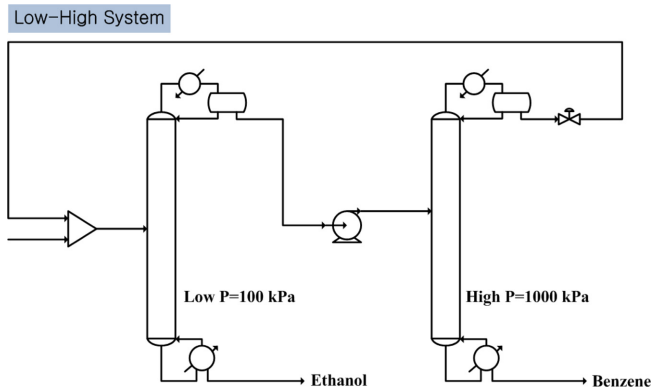 Low-High System
Low P=100 kPa
High P=1000 kPa
Ethanol
Benzene